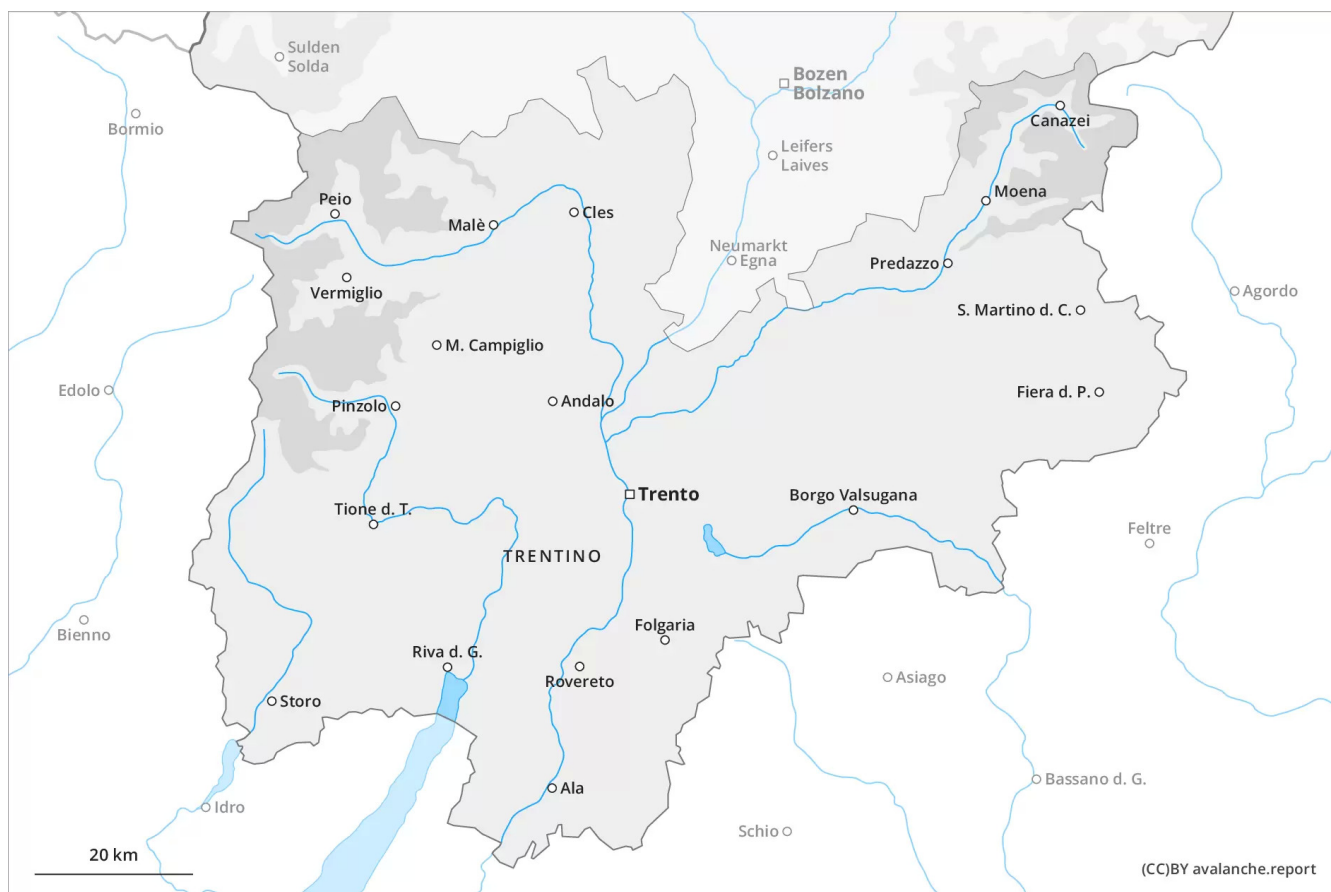 Sulden
Solda
Bozen
Bolzano
Bormio
Canazei
Leifers
Laives
Moena
Peio
Malè
Cles
Neumarkt
Egna
Predazzo
Vermiglio
Agordo
S. Martino d. C.
M. Campiglio
Edolo
Pinzolo
Andalo
Fiera d. P.
Trento
Borgo Valsugana
Tione d. T.
Feltre
TRENTINO
Bienno
Folgaria
Riva d. G.
Rovereto
Asiago
Storo
Bassano d. G.
Ala
Idro
Schio
20 km
(CC)BY avalanche.report